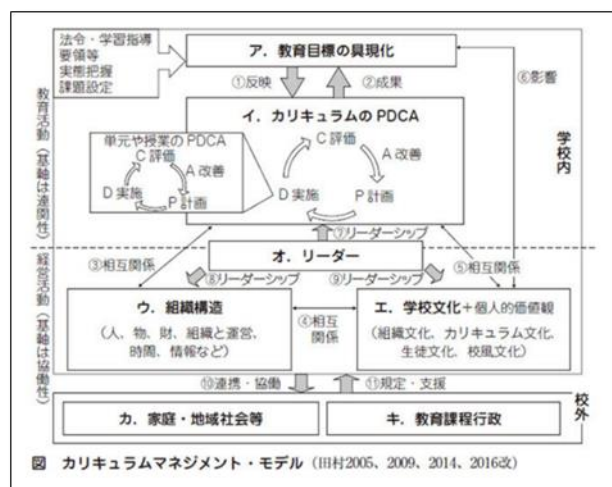 法令・学習指導
要領等
実態把握
課題設定
ア．教育目標の具現化
①反映
②成果
⑥影響
教育活動（基軸は連関性）
学校内
イ．カリキュラムの PDCA
単元や授業の PDCA
C 評価
A 改善
D 実施
P 計画
C 評価
A 改善
D 実施
P 計画
⑦リーダーシップ
オ．リーダー
③相互関係
⑧リーダーシップ
⑨リーダーシップ
⑤相互関係
経営活動（基軸は協働性）
ウ．組織構造
（人、物、財、組織と運営、
時間、情報など）
④相互
関係
エ．学校文化＋個人的価値観
（組織文化、カリキュラム文化、
生徒文化、校風文化）
⑩連携・協働
⑪規定・支援
校外
カ．家庭・地域社会等
キ．教育課程行政
図 カリキュラムマネジメント・モデル（田村2005、2009、2014、2016改）